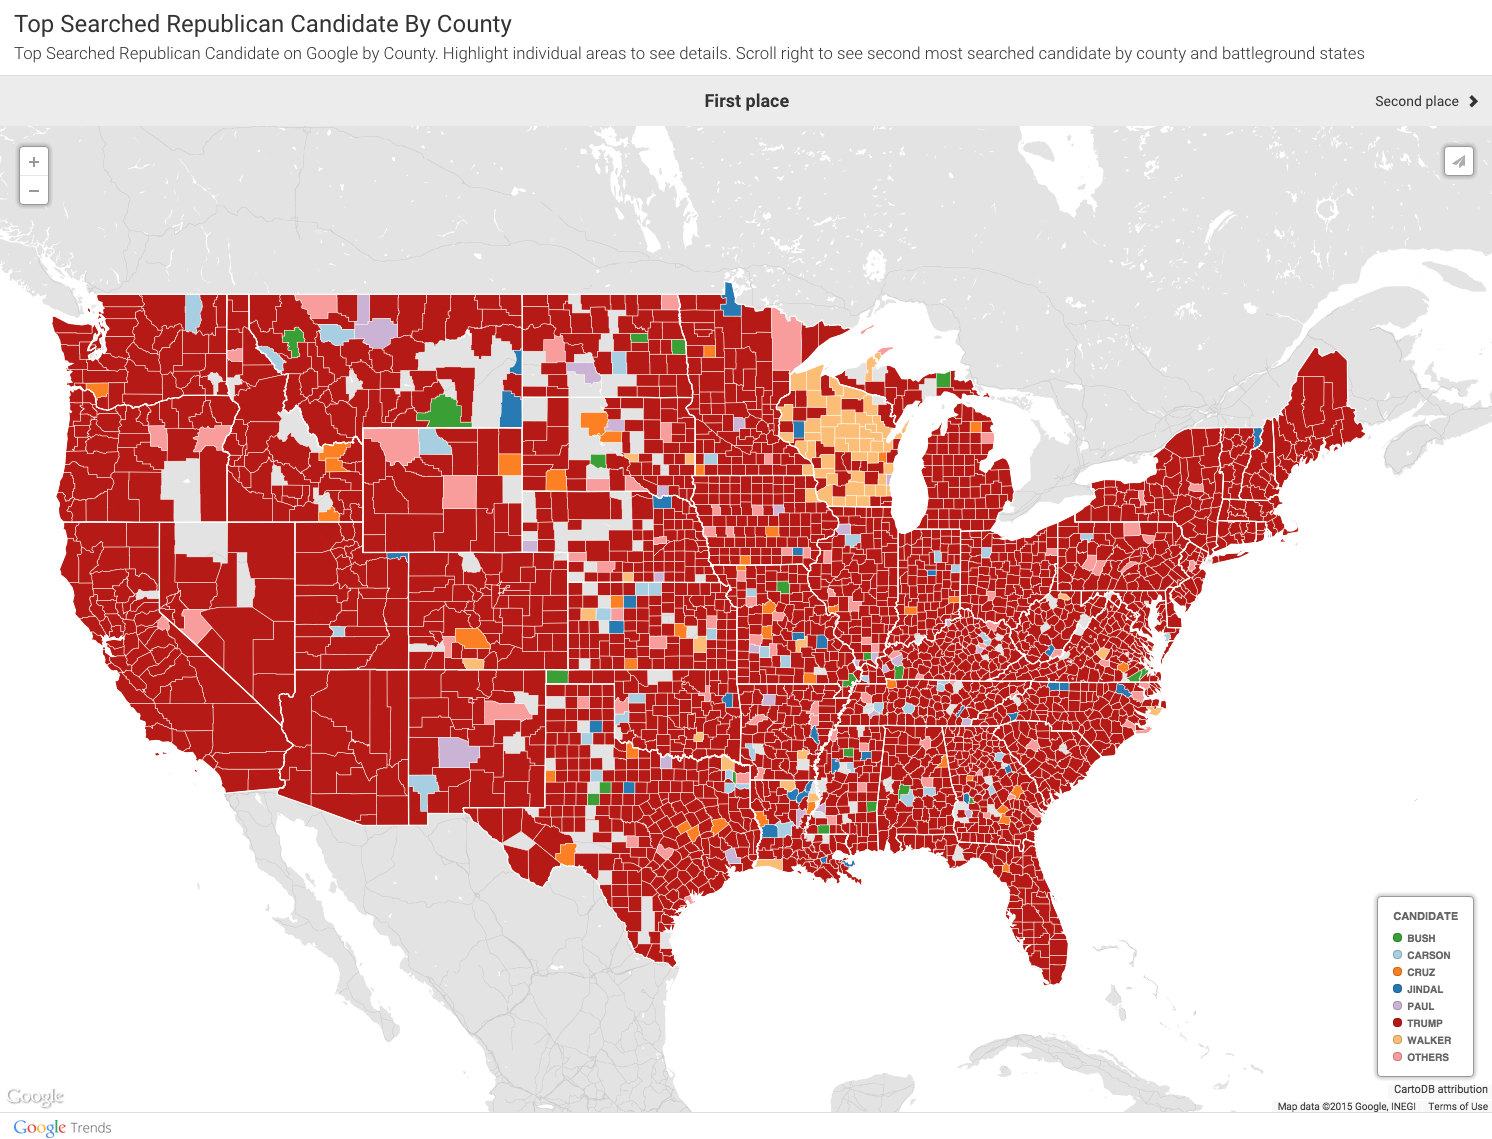 Top Searched Republican Candidate By County
Top Searched Republican Candidate on Google by County. Highlight individual areas to see details. Scroll right to see second most searched candidate by county and battleground states
First place
Second place
+
−
CANDIDATE
BUSH
CARSON
CRUZ
JINDAL
PAUL
TRUMP
WALKER
OTHERS
CartoDB attribution
Google
Map data ©2015 Google, INEGI Terms of Use
Google Trends